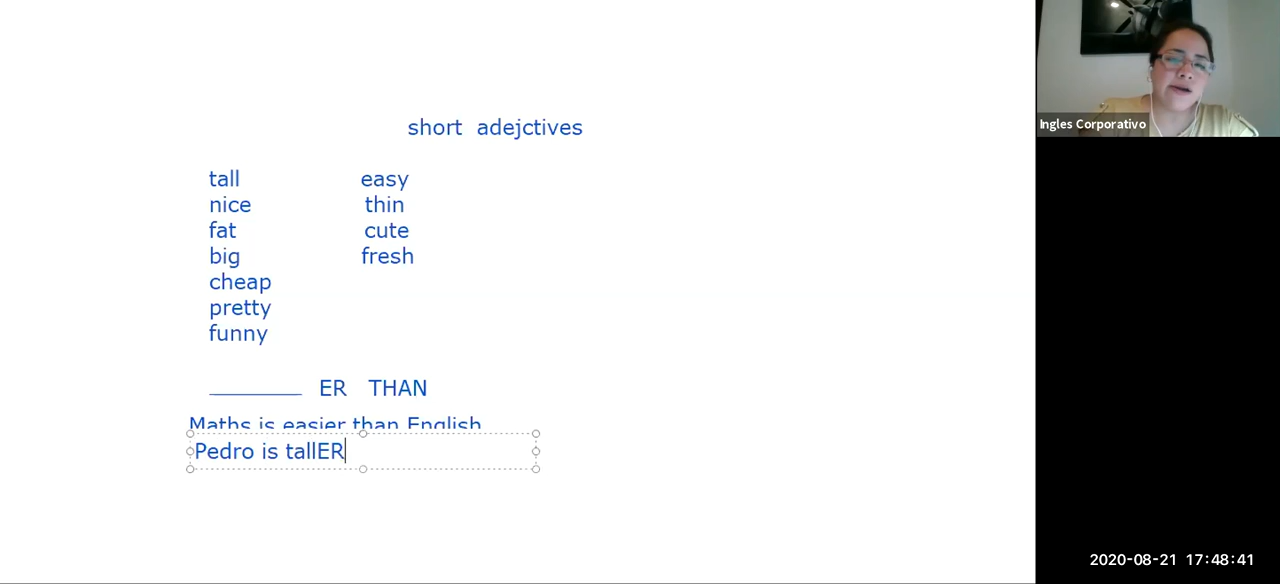 short adejctives
tall easy
nice thin
fat cute
big fresh
cheap
pretty
funny
ER THAN
Maths is easier than English
Pedro is tallER
Ingles Corporativo
2020-08-21 17:48:41